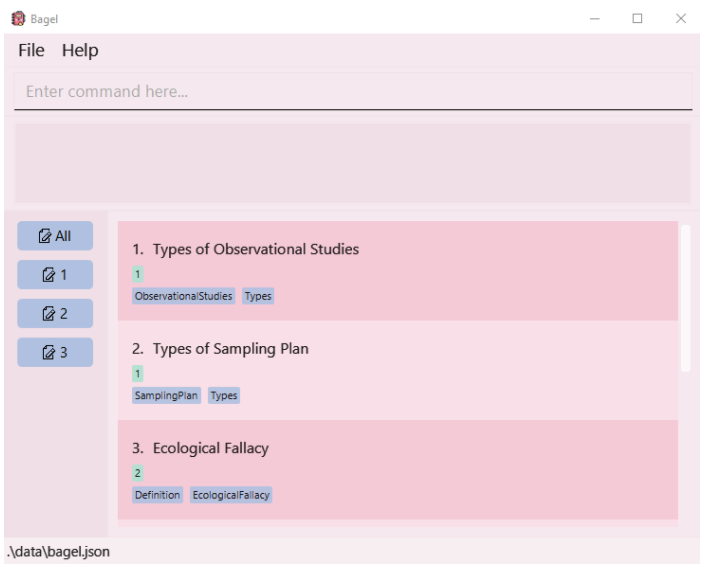 Bagel
File Help
Enter command here...
All
1
2
3
1. Types of Observational Studies
1
ObservationalStudies Types
2. Types of Sampling Plan
1
SamplingPlan Types
3. Ecological Fallacy
2
Definition EcologicalFallacy
.\data\bagel.json